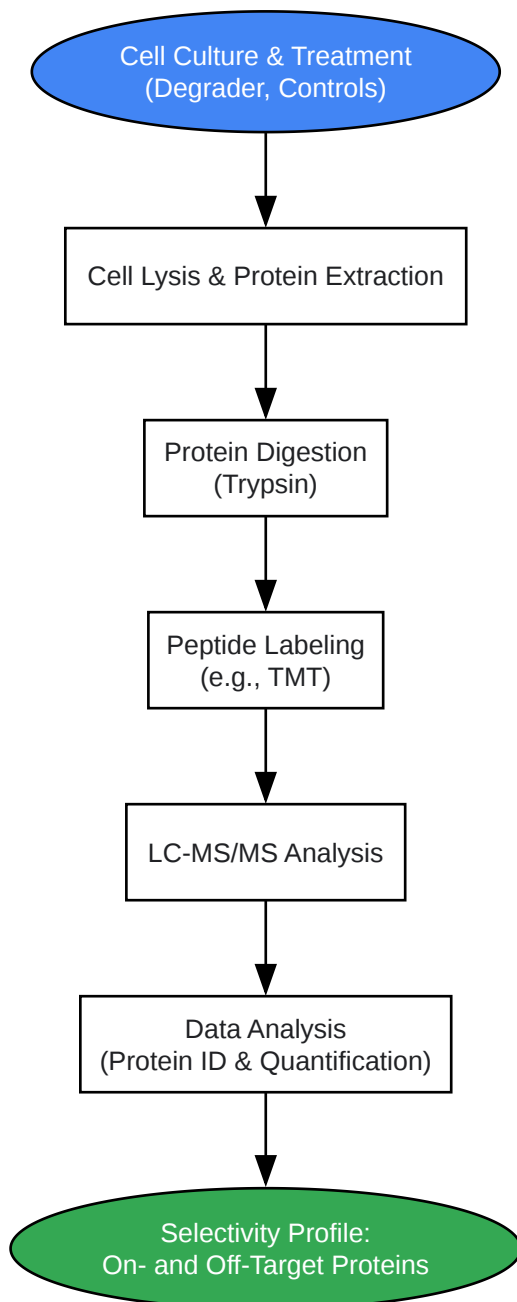 Cell Culture & Treatment
(Degrader, Controls)
Cell Lysis & Protein Extraction
Protein Digestion
(Trypsin)
Peptide Labeling
(e.g., TMT)
LC-MS/MS Analysis
Data Analysis
(Protein ID & Quantification)
Selectivity Profile:
On- and Off-Target Proteins